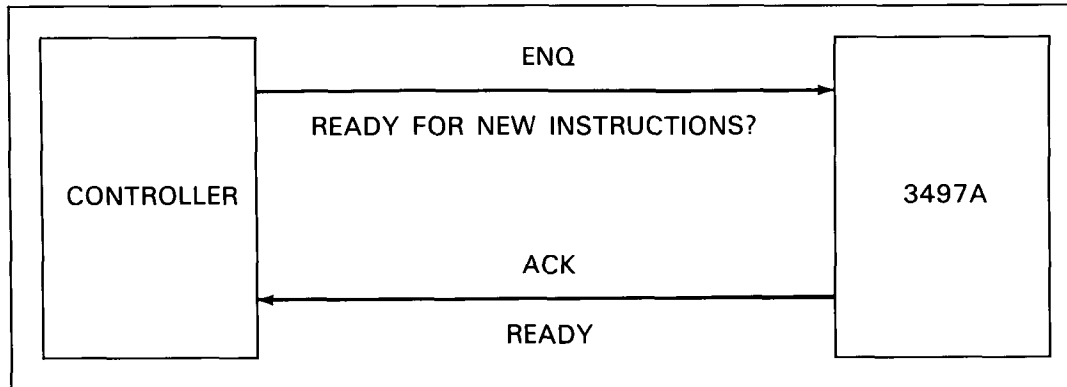 ENQ
READY FOR NEW INSTRUCTIONS?
CONTROLLER
3497A
ACK
READY